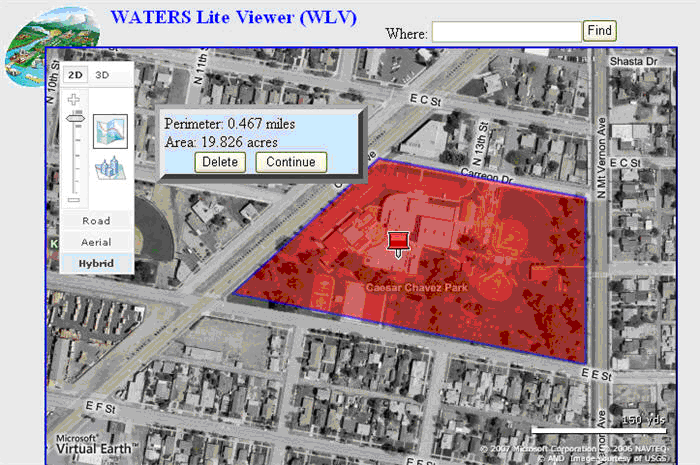 WATERS Lite Viewer (WLV)
Where:
Find
2D 3D
Road
Aerial
Hybrid
Perimeter: 0.467 miles
Area: 19.826 acres
Delete Continue
N 10th St
N 11th St
Shasta Dr
E C St
N 13th St
E C St
Carreon Dr
N Mt Vernon Ave
K
Caesar Chavez Park
E E St
E F St
150 yds
Microsoft®
Virtual Earth™
© 2007 Microsoft Corporation © 2006 NAVTEQ
© AND Image courtesy of USGS